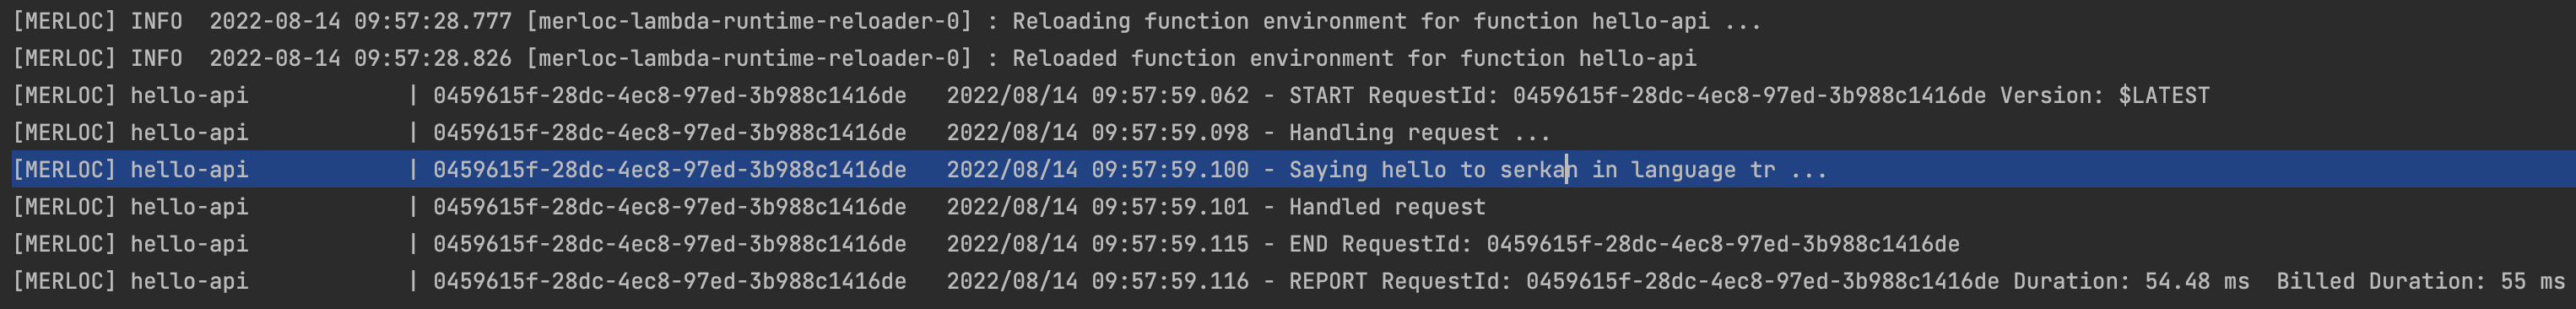 [MERLOC] INFO  2022-08-14 09:57:28.777 [merloc-lambda-runtime-reloader-0] : Reloading function environment for function hello-api ...
[MERLOC] INFO  2022-08-14 09:57:28.826 [merloc-lambda-runtime-reloader-0] : Reloaded function environment for function hello-api
[MERLOC] hello-api            | 0459615f-28dc-4ec8-97ed-3b988c1416de   2022/08/14 09:57:59.062 - START RequestId: 0459615f-28dc-4ec8-97ed-3b988c1416de Version: $LATEST
[MERLOC] hello-api            | 0459615f-28dc-4ec8-97ed-3b988c1416de   2022/08/14 09:57:59.098 - Handling request ...
[MERLOC] hello-api            | 0459615f-28dc-4ec8-97ed-3b988c1416de   2022/08/14 09:57:59.100 - Saying hello to serkan in language tr ...
[MERLOC] hello-api            | 0459615f-28dc-4ec8-97ed-3b988c1416de   2022/08/14 09:57:59.101 - Handled request
[MERLOC] hello-api            | 0459615f-28dc-4ec8-97ed-3b988c1416de   2022/08/14 09:57:59.115 - END RequestId: 0459615f-28dc-4ec8-97ed-3b988c1416de
[MERLOC] hello-api            | 0459615f-28dc-4ec8-97ed-3b988c1416de   2022/08/14 09:57:59.116 - REPORT RequestId: 0459615f-28dc-4ec8-97ed-3b988c1416de Duration: 54.48 ms  Billed Duration: 55 ms